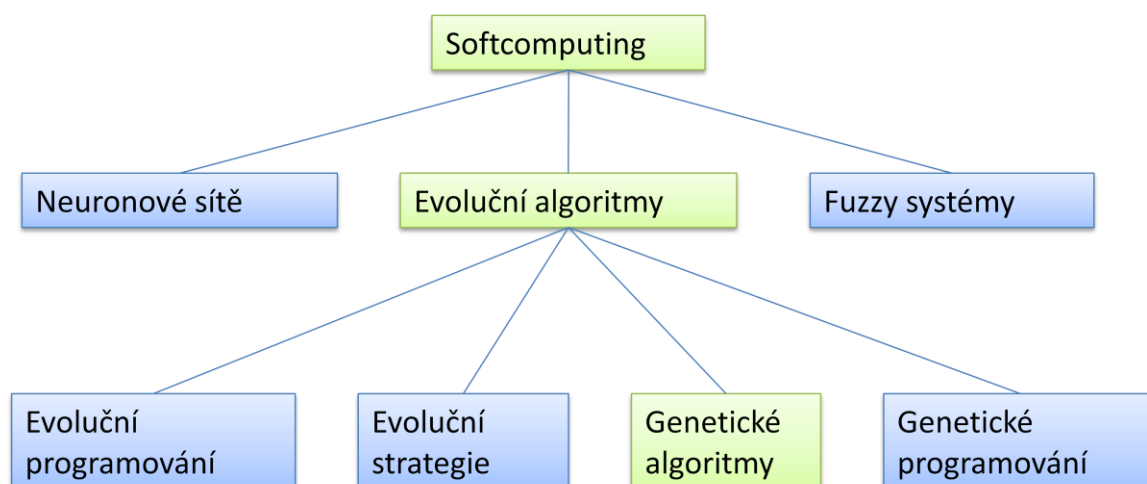 Softcomputing
Neuronové sítě
Evoluční algoritmy
Fuzzy systémy
Evoluční
programování
Evoluční
strategie
Genetické
algoritmy
Genetické
programování